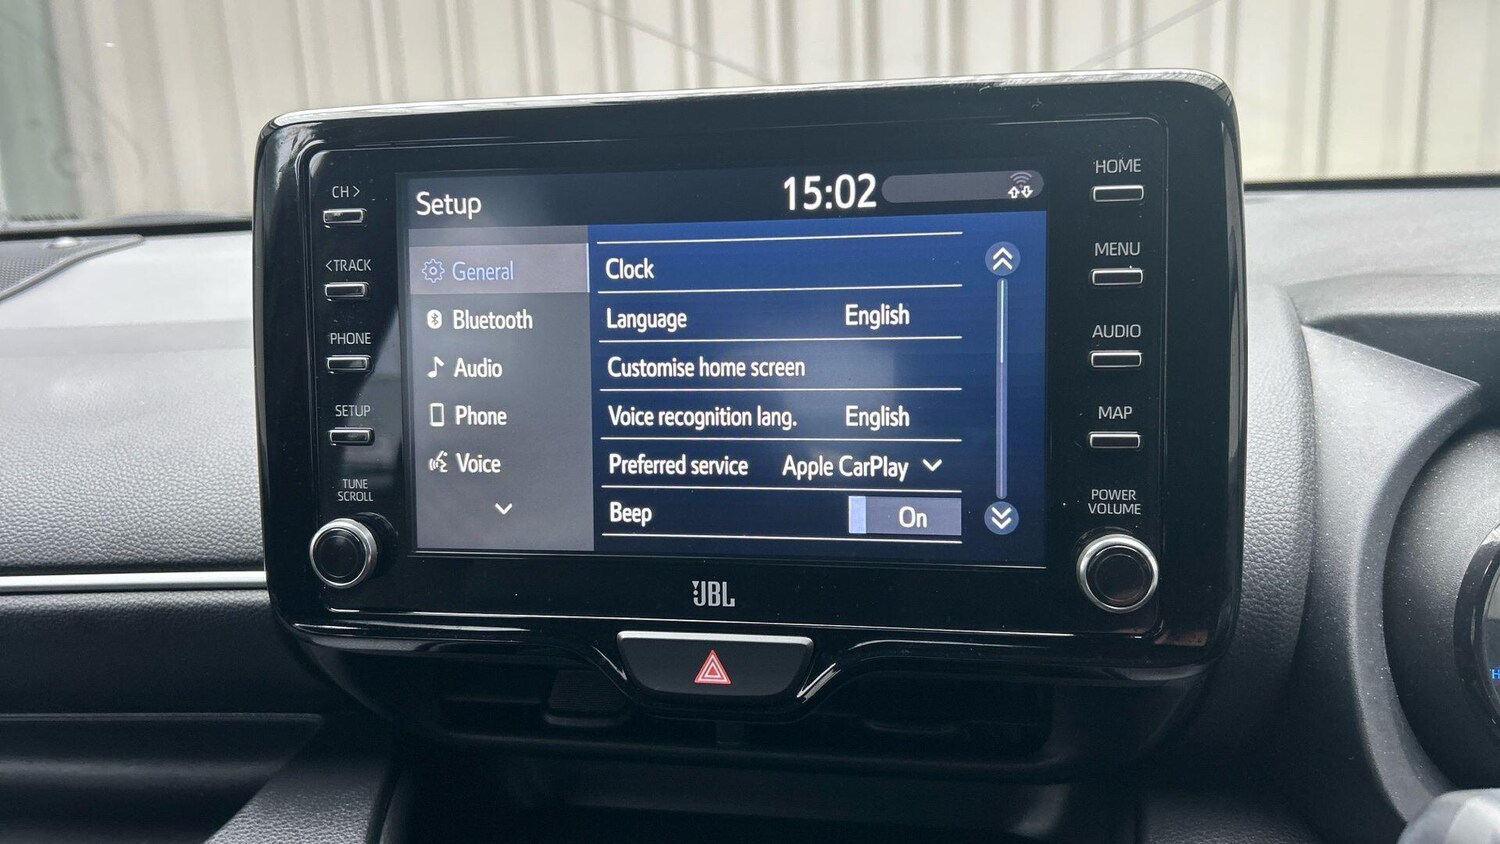 CH >
<TRACK
PHONE
SETUP
TUNE
SCROLL
Setup
15:02
General
Bluetooth
Audio
Phone
Voice
Clock
Language English
Customise home screen
Voice recognition lang. English
Preferred service Apple CarPlay
Beep On
HOME
MENU
AUDIO
MAP
POWER
VOLUME
JBL